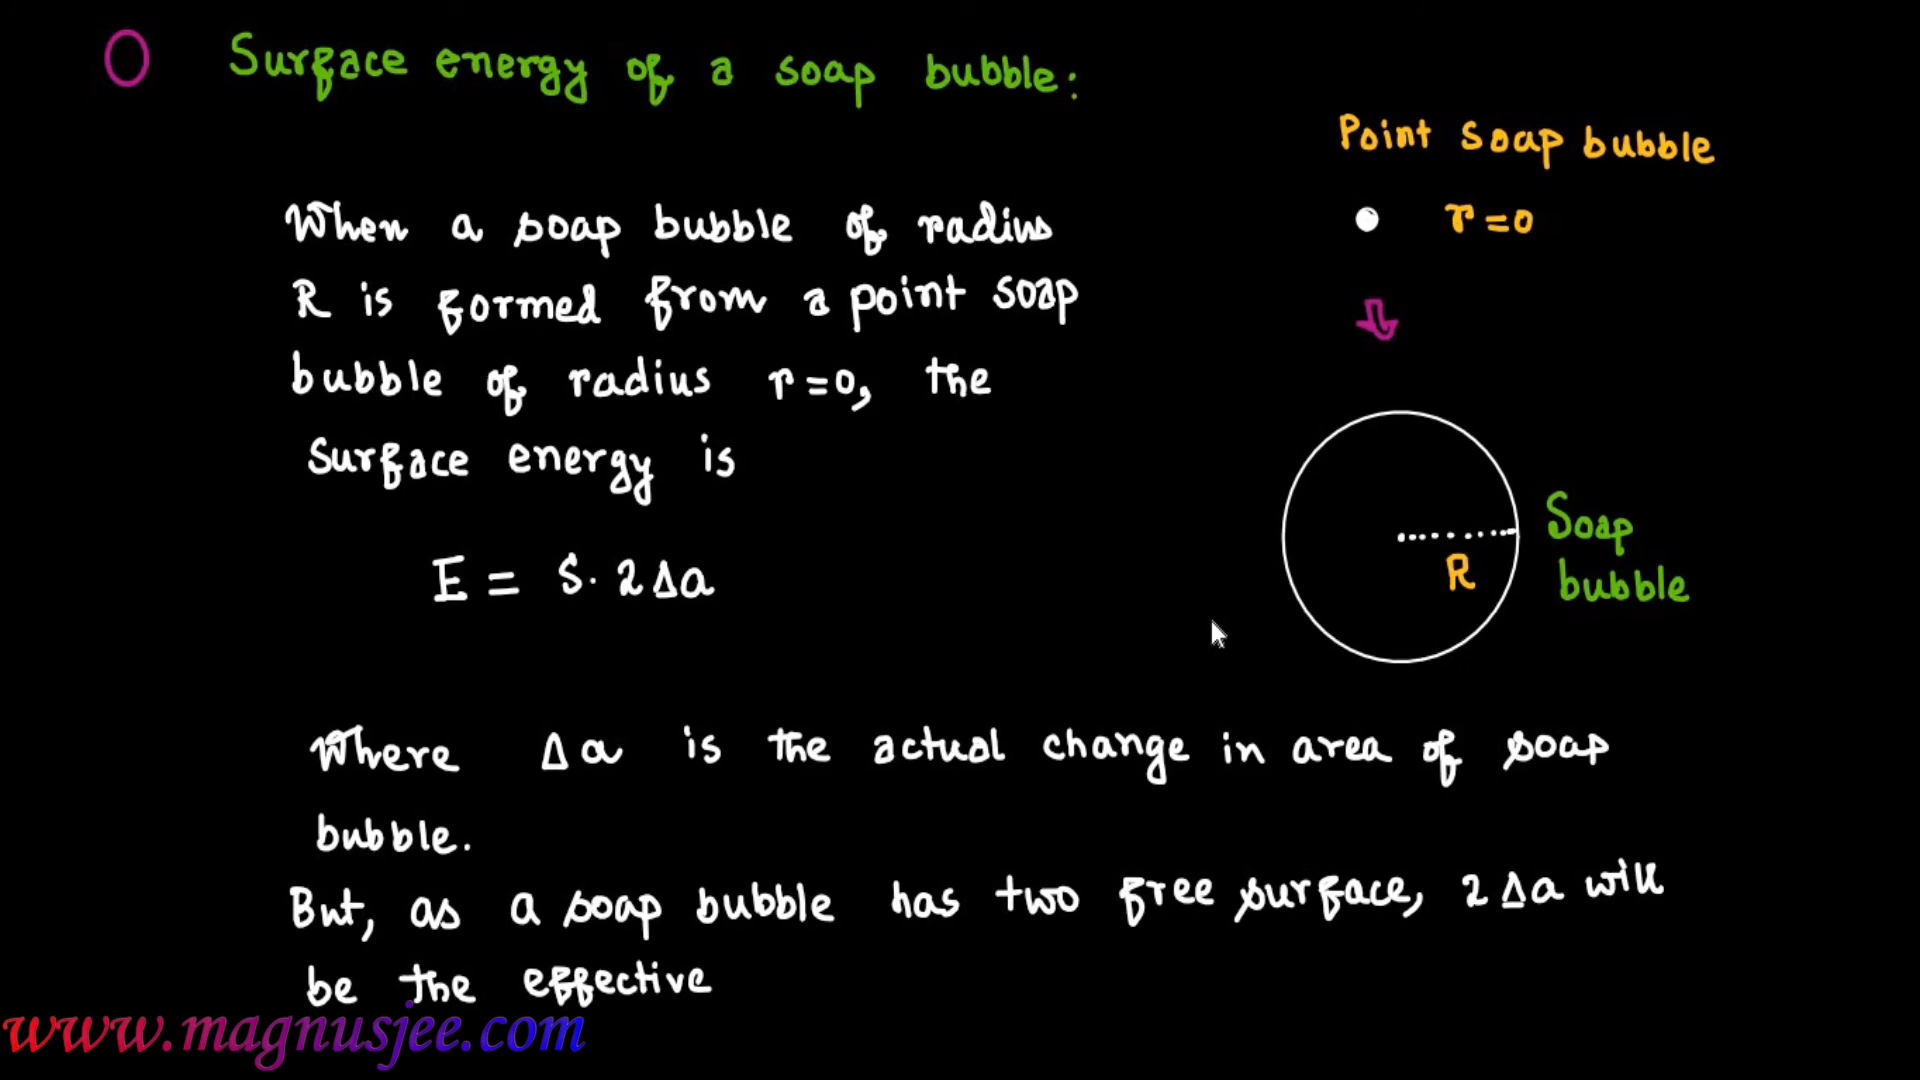 Surface energy of a soap bubble:
Point soap bubble
r=0
When a soap bubble of radius
R is formed from a point soap
bubble of radius r=0, the
surface energy is
Soap
bubble
R
E = S. 2Δa
Where Δa is the actual change in area of soap
bubble.
But, as a soap bubble has two free surface, 2Δa will
be the effective
www.magnusjee.com